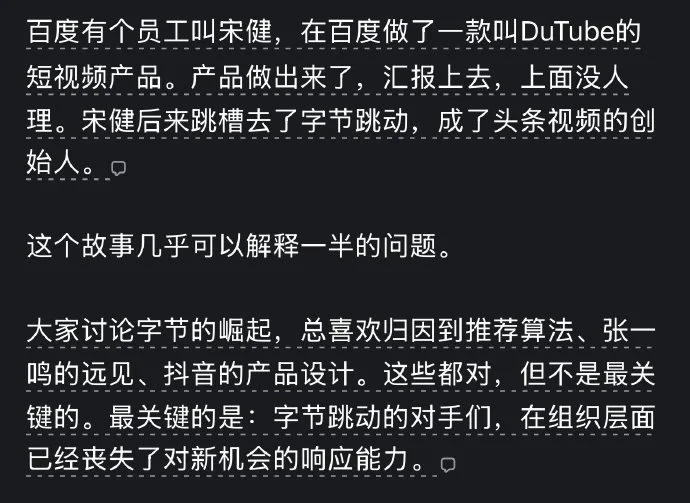 百度有个员工叫宋健，在百度做了一款叫DuTube的
短视频产品。产品做出来了，汇报上去，上面没人
理。宋健后来跳槽去了字节跳动，成了头条视频的创
始人。
这个故事几乎可以解释一半的问题。
大家讨论字节的崛起，总喜欢归因到推荐算法、张一
鸣的远见、抖音的产品设计。这些都对，但不是最关
键的。最关键的是：字节跳动的对手们，在组织层面
已经丧失了对新机会的响应能力。